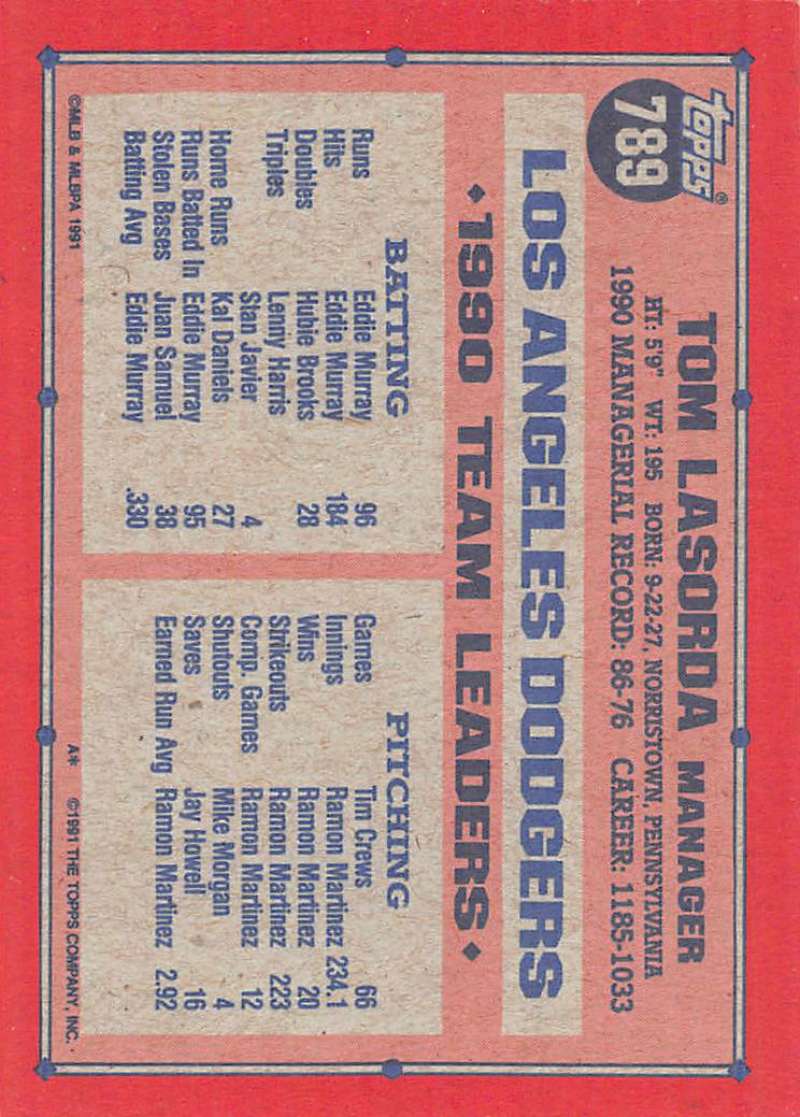 topps®
789
TOM LASORDA MANAGER
HT: 5'9" WT: 195 BORN: 9-22-27, NORRISTOWN, PENNSYLVANIA
1990 MANAGERIAL RECORD: 86-76 CAREER: 1185-1033
LOS ANGELES DODGERS
◆ 1990 TEAM LEADERS ◆
BATTING
Runs Eddie Murray 96
Hits Eddie Murray 184
Doubles Hubie Brooks 28
Triples Lenny Harris
Stan Javier 4
Home Runs Kal Daniels 27
Runs Batted In Eddie Murray 95
Stolen Bases Juan Samuel 38
Batting Avg Eddie Murray .330
PITCHING
Games Tim Crews 66
Innings Ramon Martinez 234.1
Wins Ramon Martinez 20
Strikeouts Ramon Martinez 223
Comp. Games Ramon Martinez 12
Shutouts Mike Morgan 4
Saves Jay Howell 16
Earned Run Avg Ramon Martinez 2.92
©MLB & MLBPA 1991
A* ©1991 THE TOPPS COMPANY, INC.